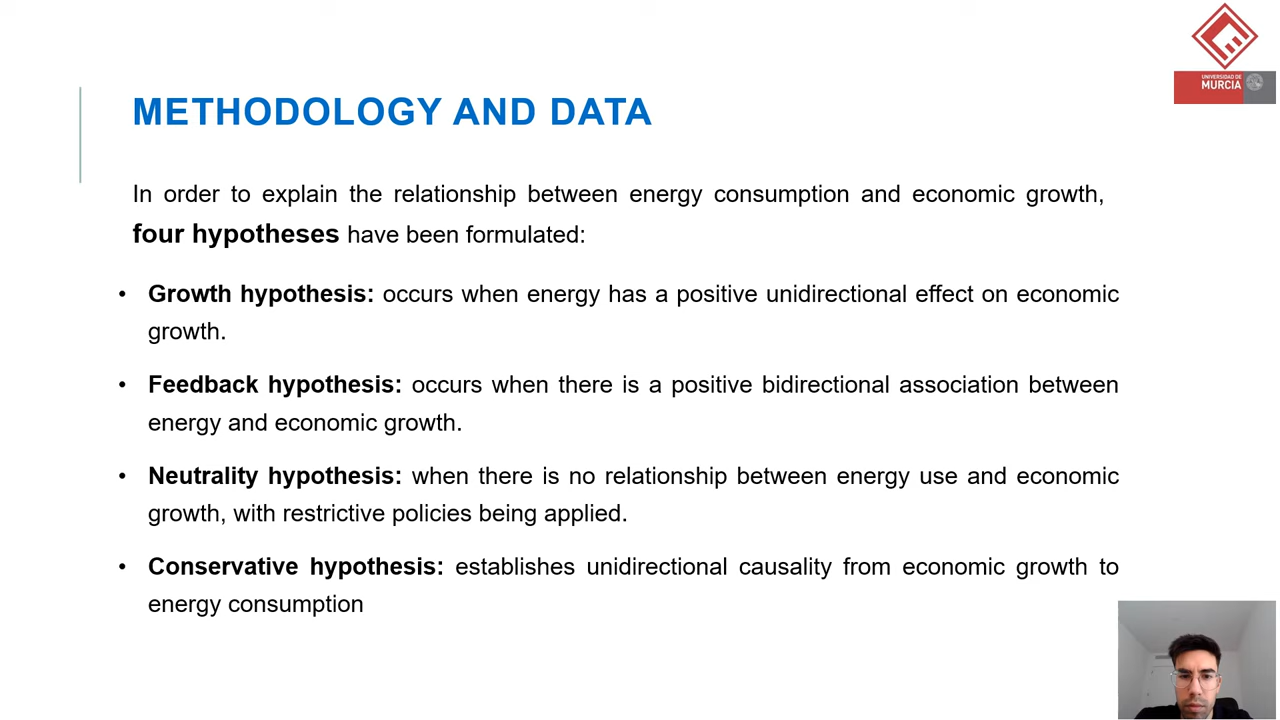 UNIVERSIDAD DE
MURCIA
METHODOLOGY AND DATA
In order to explain the relationship between energy consumption and economic growth,
four hypotheses have been formulated:
• Growth hypothesis: occurs when energy has a positive unidirectional effect on economic
growth.
• Feedback hypothesis: occurs when there is a positive bidirectional association between
energy and economic growth.
• Neutrality hypothesis: when there is no relationship between energy use and economic
growth, with restrictive policies being applied.
• Conservative hypothesis: establishes unidirectional causality from economic growth to
energy consumption